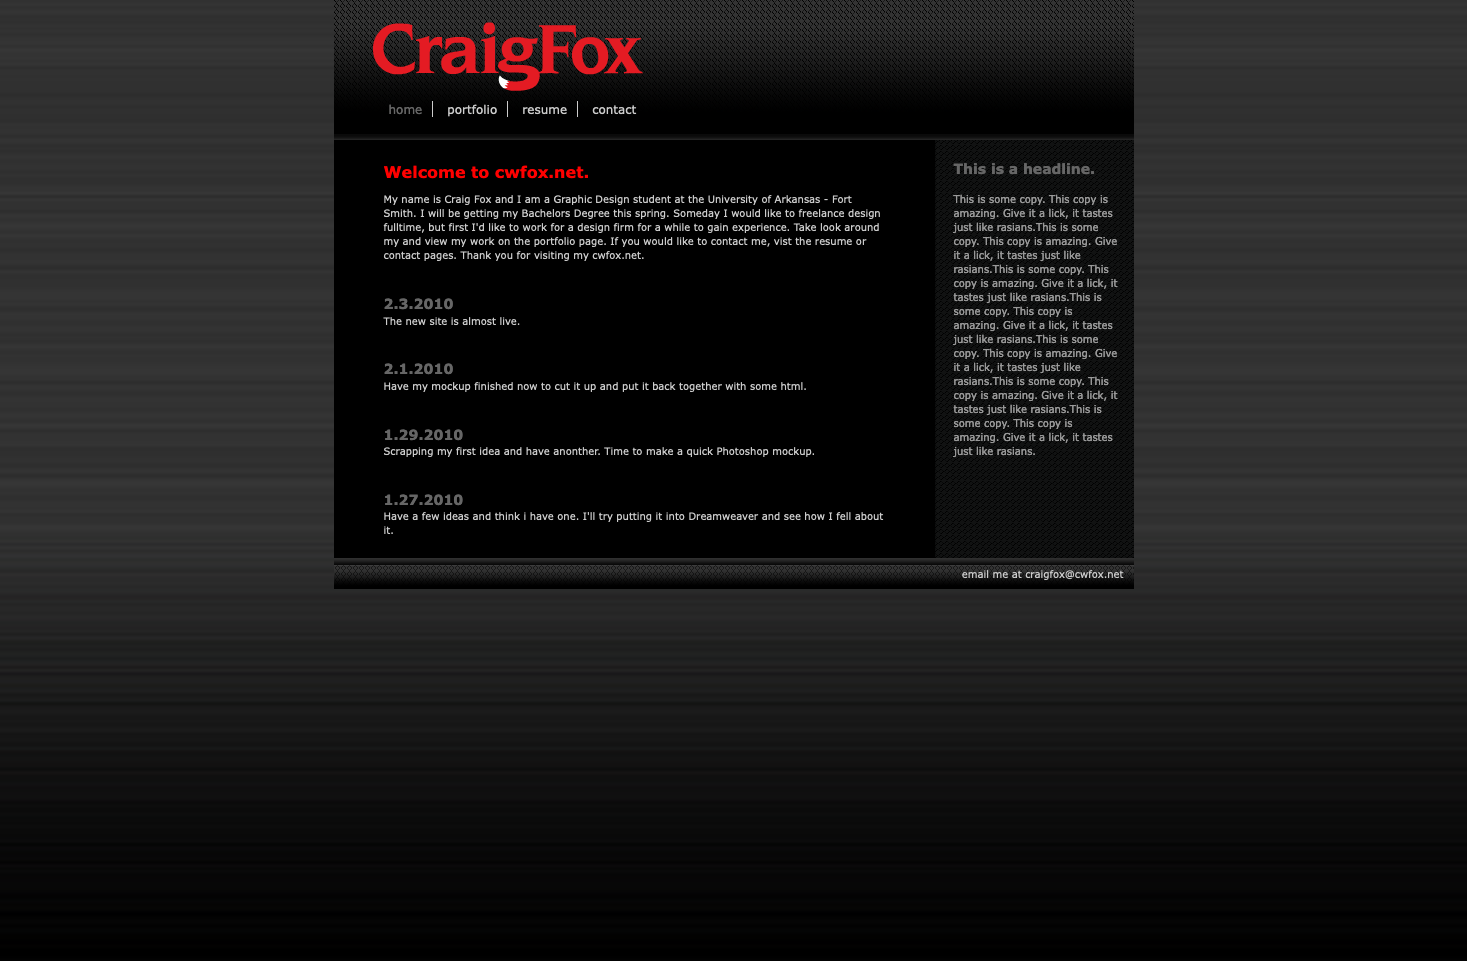 CraigFox
home
portfolio
resume
contact
Welcome to cwfox.net.
My name is Craig Fox and I am a Graphic Design student at the University of Arkansas - Fort
Smith. I will be getting my Bachelors Degree this spring. Someday I would like to freelance design
fulltime, but first I'd like to work for a design firm for a while to gain experience. Take look around
my and view my work on the portfolio page. If you would like to contact me, vist the resume or
contact pages. Thank you for visiting my cwfox.net.
2.3.2010
The new site is almost live.
2.1.2010
Have my mockup finished now to cut it up and put it back together with some html.
1.29.2010
Scrapping my first idea and have anonther. Time to make a quick Photoshop mockup.
1.27.2010
Have a few ideas and think i have one. I'll try putting it into Dreamweaver and see how I fell about
it.
This is a headline.
This is some copy. This copy is
amazing. Give it a lick, it tastes
just like rasians.This is some
copy. This copy is amazing. Give
it a lick, it tastes just like
rasians.This is some copy. This
copy is amazing. Give it a lick, it
tastes just like rasians.This is
some copy. This copy is
amazing. Give it a lick, it tastes
just like rasians.This is some
copy. This copy is amazing. Give
it a lick, it tastes just like
rasians.This is some copy. This
copy is amazing. Give it a lick, it
tastes just like rasians.This is
some copy. This copy is
amazing. Give it a lick, it tastes
just like rasians.
email me at craigfox@cwfox.net